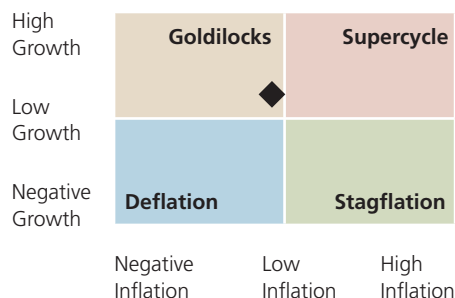 High
Growth
Goldilocks
Supercycle
Low
Growth
Negative
Growth
Deflation
Stagflation
Negative
Inflation
Low
Inflation
High
Inflation